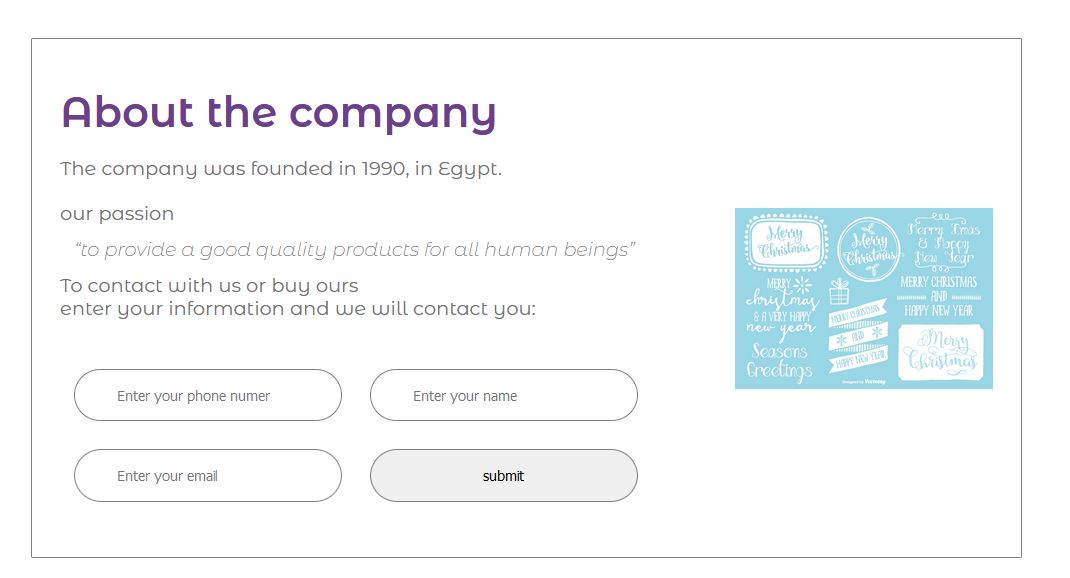 About the company
The company was founded in 1990, in Egypt.
our passion
“to provide a good quality products for all human beings”
To contact with us or buy ours
enter your information and we will contact you:
Enter your phone numer
Enter your name
Enter your email
submit
Merry
Christmas
Merry
Christmas
Merry Xmas
& Happy
New Year
MERRY
christmas
& A VERY HAPPY
new year
MERRY CHRISTMAS
AND
HAPPY NEW YEAR
MERRY CHRISTMAS
AND
HAPPY NEW YEAR
Seasons
Greetings
Merry
Christmas
designed by Vecteezy